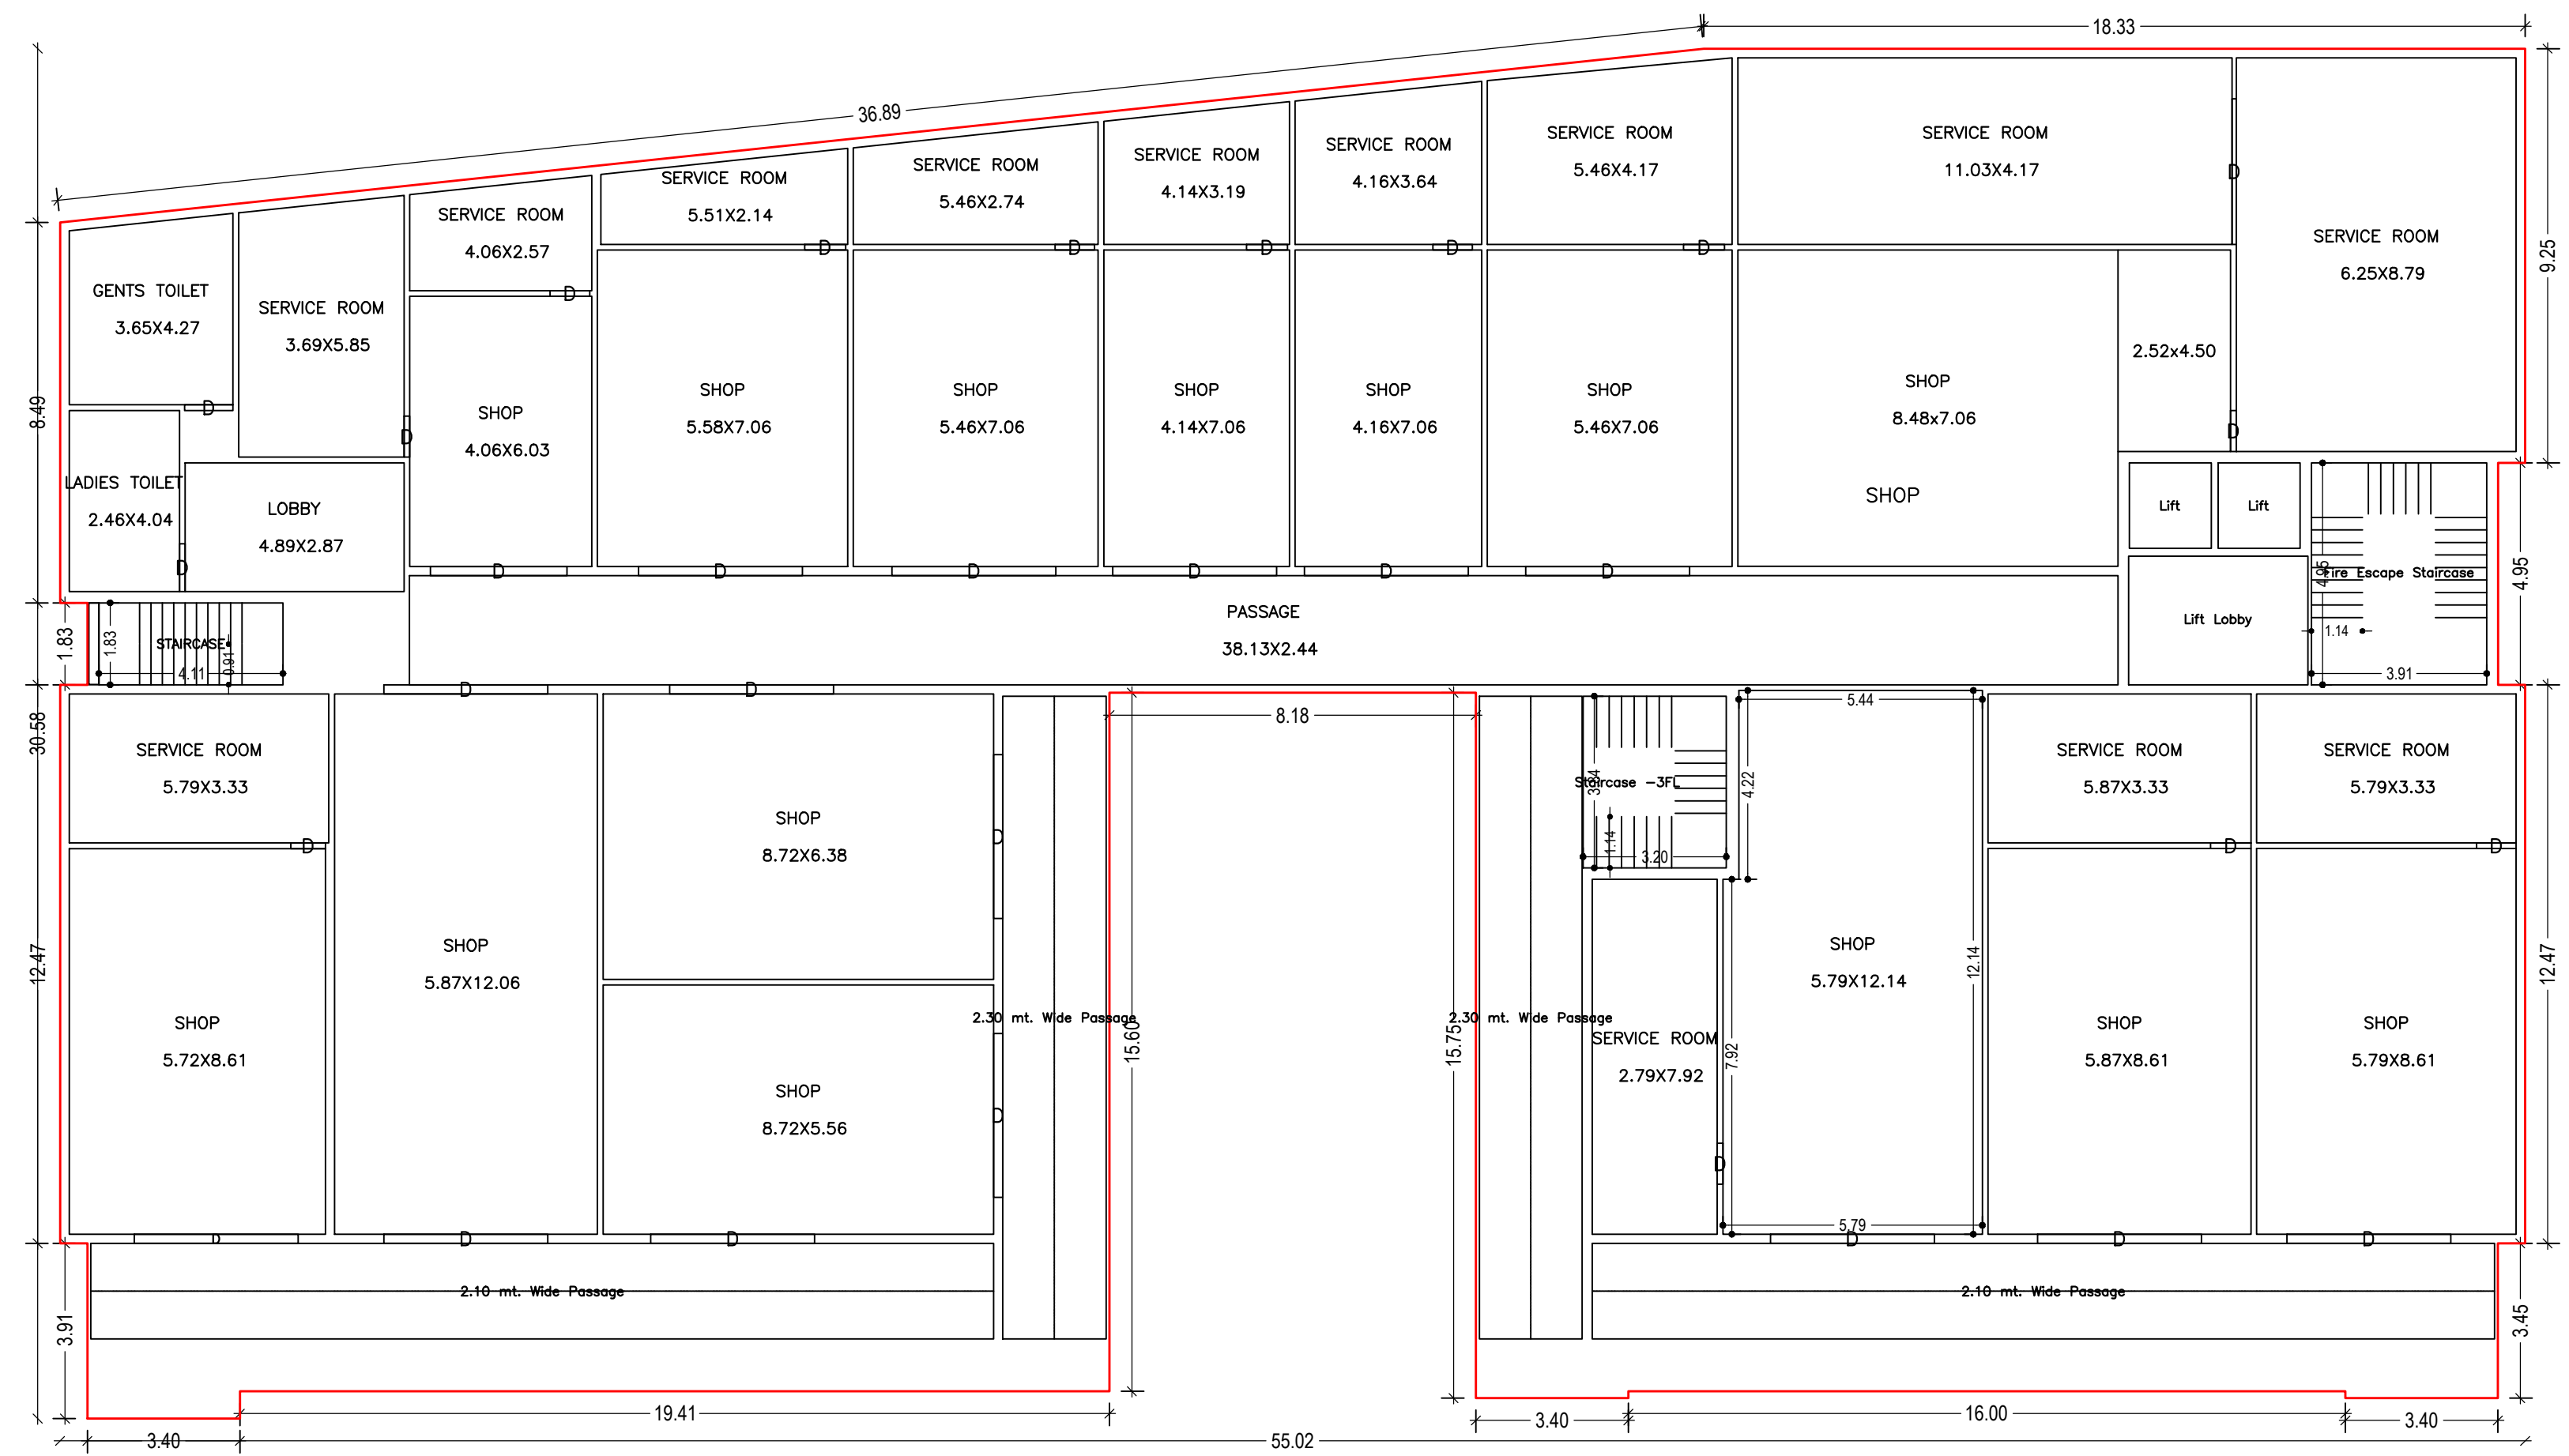 18.33
36.89
SERVICE ROOM
11.03X4.17
SERVICE ROOM
5.46X4.17
SERVICE ROOM
4.16X3.64
SERVICE ROOM
4.14X3.19
SERVICE ROOM
5.46X2.74
SERVICE ROOM
5.51X2.14
SERVICE ROOM
4.06X2.57
SERVICE ROOM
6.25X8.79
9.25
GENTS TOILET
3.65X4.27
SERVICE ROOM
3.69X5.85
D
D
D
D
D
D
D
D
D
D
D
8.49
SHOP
4.06X6.03
SHOP
5.58X7.06
SHOP
5.46X7.06
SHOP
4.14X7.06
SHOP
4.16X7.06
SHOP
5.46X7.06
SHOP
8.48x7.06
SHOP
2.52x4.50
LADIES TOILET
2.46X4.04
LOBBY
4.89X2.87
Lift
Lift
Fire Escape Staircase
4.95
4.95
D
D
D
D
D
D
D
PASSAGE
38.13X2.44
Lift Lobby
1.14
3.91
1.83
1.83
STAIRCASE
4.11
0.91
D
D
30.58
8.18
5.44
SERVICE ROOM
5.79X3.33
SHOP
8.72X6.38
D
Staircase -3FL
3.84
1.14
3.20
4.22
SERVICE ROOM
5.87X3.33
SERVICE ROOM
5.79X3.33
D
D
D
12.47
SHOP
5.72X8.61
SHOP
5.87X12.06
SHOP
8.72X5.56
D
2.30 mt. Wide Passage
15.60
15.75
2.30 mt. Wide Passage
SERVICE ROOM
2.79X7.92
7.92
D
SHOP
5.79X12.14
12.14
5.79
SHOP
5.87X8.61
SHOP
5.79X8.61
12.47
D
D
D
D
D
D
2.10 mt. Wide Passage
2.10 mt. Wide Passage
3.91
3.45
19.41
3.40
16.00
3.40
3.40
55.02